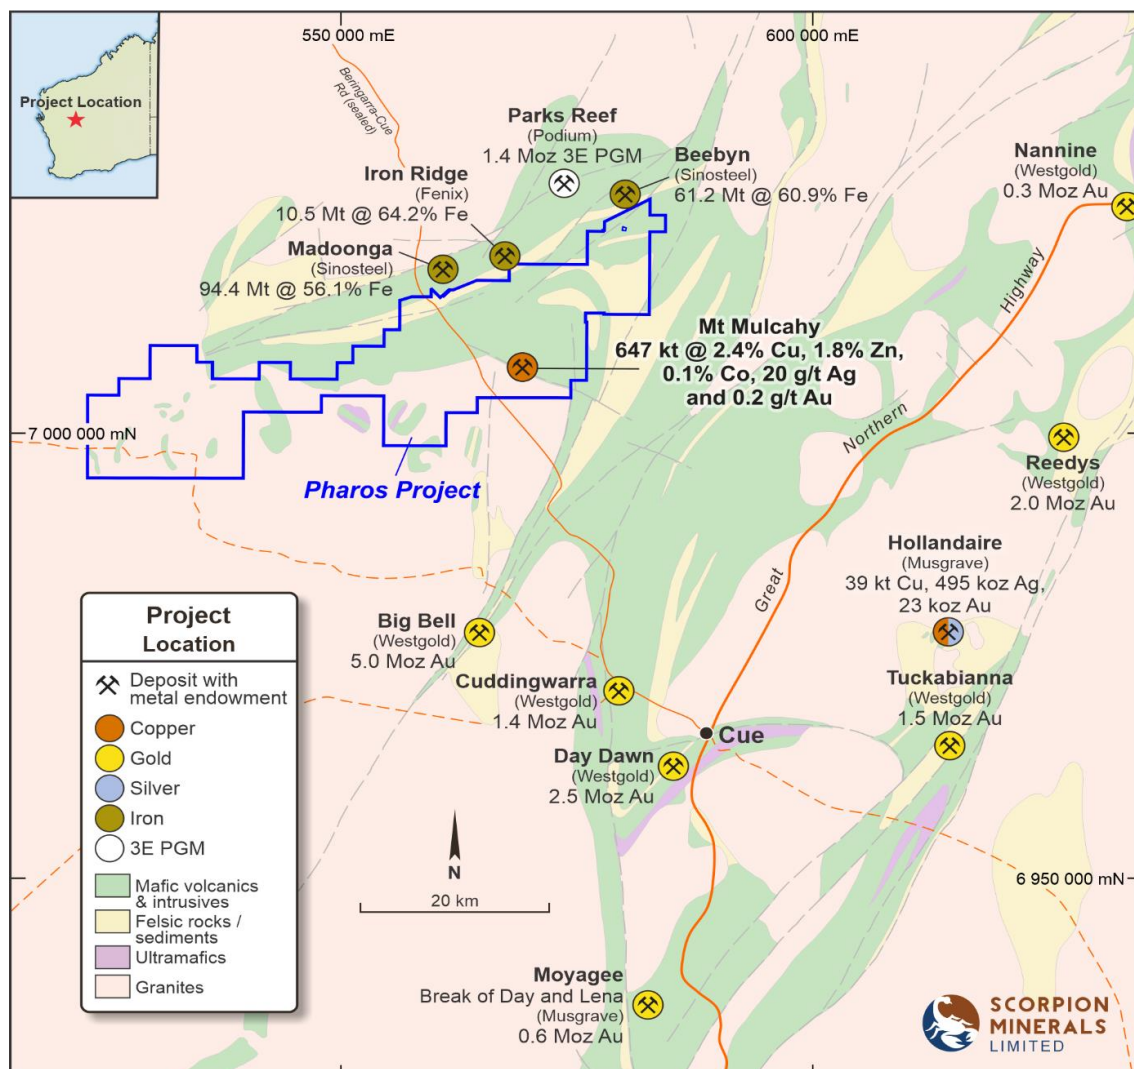 550 000 mE
600 000 mE
Project Location
Beringarra-Cue
Rd (sealed)
Parks Reef
(Podium)
1.4 Moz 3E PGM
Beebyn
(Sinosteel)
61.2 Mt @ 60.9% Fe
Nannine
(Westgold)
0.3 Moz Au
Iron Ridge
(Fenix)
10.5 Mt @ 64.2% Fe
Madoonga
(Sinosteel)
94.4 Mt @ 56.1% Fe
Mt Mulcahy
647 kt @ 2.4% Cu, 1.8% Zn,
0.1% Co, 20 g/t Ag
and 0.2 g/t Au
Great
Northern
Highway
7 000 000 mN
Pharos Project
Reedys
(Westgold)
2.0 Moz Au
Hollandaire
(Musgrave)
39 kt Cu, 495 koz Ag,
23 koz Au
Big Bell
(Westgold)
5.0 Moz Au
Cuddingwarra
(Westgold)
1.4 Moz Au
Tuckabianna
(Westgold)
1.5 Moz Au
Cue
Day Dawn
(Westgold)
2.5 Moz Au
Project
Location
Deposit with
metal endowment
Copper
Gold
Silver
Iron
3E PGM
Mafic volcanics
& intrusives
Felsic rocks /
sediments
Ultramafics
Granites
N
20 km
6 950 000 mN
Moyagee
Break of Day and Lena
(Musgrave)
0.6 Moz Au
SCORPION
MINERALS
LIMITED